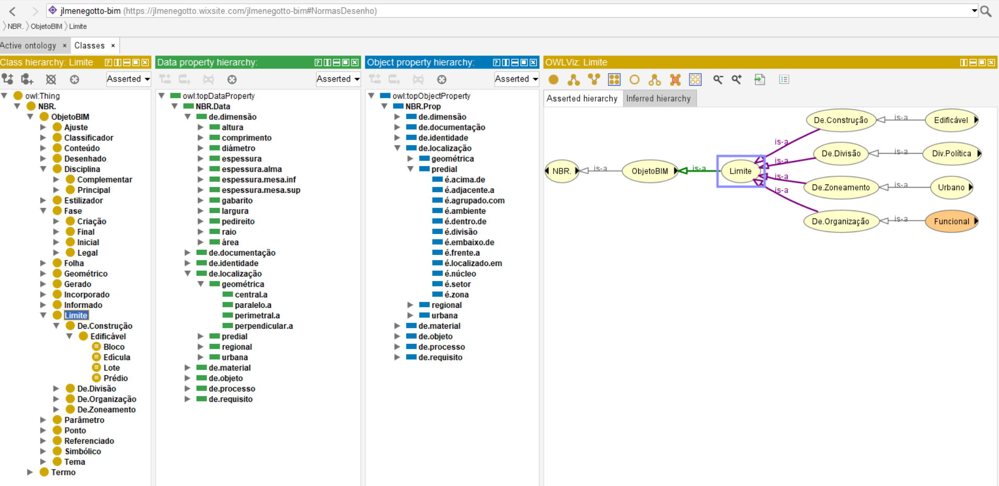 jlmenegotto-bim (https://jlmenegotto.wixsite.com/jlmenegotto-bim#NormasDesenho)
NBR. ObjetoBIM Limite
Active ontology × Classes ×
Class hierarchy: Limite
Asserted
owl:Thing
NBR.
ObjetoBIM
Ajuste
Classificador
Conteúdo
Desenhado
Disciplina
Complementar
Principal
Estilizador
Fase
Criação
Final
Inicial
Legal
Folha
Geométrico
Gerado
Incorporado
Informado
Limite
De.Construção
Edificável
Bloco
Edícula
Lote
Prédio
De.Divisão
De.Organização
De.Zoneamento
Parâmetro
Ponto
Referenciado
Simbólico
Tema
Termo
Data property hierarchy:
Asserted
owl:topDataProperty
NBR.Data
de.dimensão
altura
comprimento
diámetro
espessura
espessura.alma
espessura.mesa.inf
espessura.mesa.sup
gabarito
largura
pedireito
raio
área
de.documentação
de.identidade
de.localização
geométrica
central.a
paralelo.a
perimetral.a
perpendicular.a
predial
regional
urbana
de.material
de.objeto
de.processo
de.requisito
Object property hierarchy:
Asserted
owl:topObjectProperty
NBR.Prop
de.dimensão
de.documentação
de.identidade
de.localização
geométrica
predial
é.acima.de
é.adjacente.a
é.agrupado.com
é.ambiente
é.dentro.de
é.divisão
é.embaixo.de
é.frente.a
é.localizado.em
é.núcleo
é.setor
é.zona
regional
urbana
de.material
de.objeto
de.processo
de.requisito
OWLViz: Limite
Asserted hierarchy Inferred hierarchy
De.Construção is-a Edificável
is-a
De.Divisão is-a Div.Política
is-a
NBR. is-a ObjetoBIM is-a Limite
is-a
De.Zoneamento is-a Urbano
is-a
De.Organização is-a Funcional